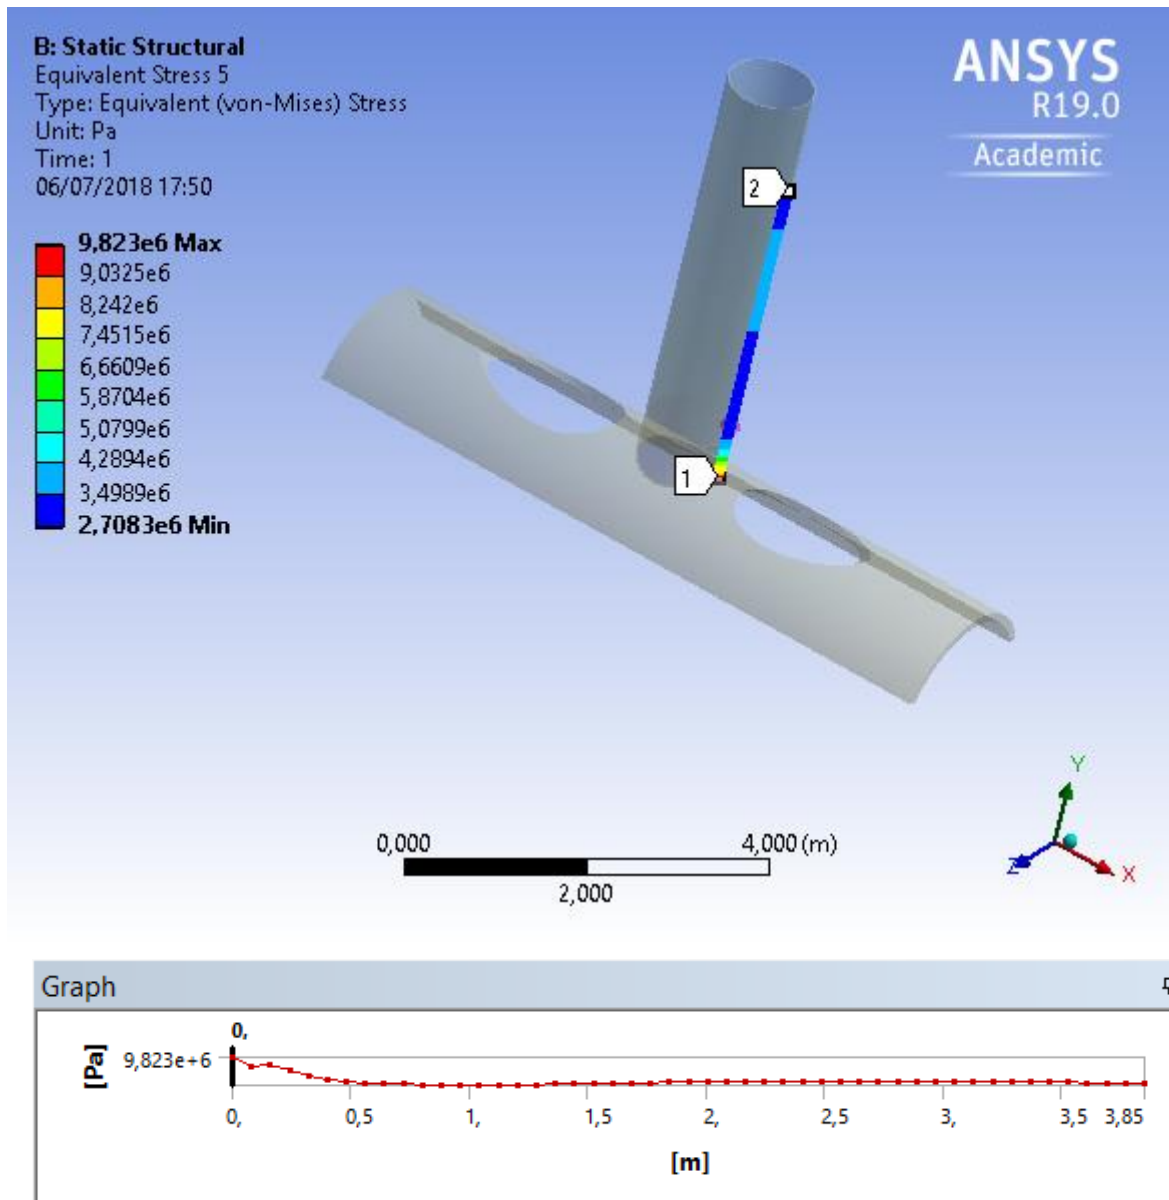 B: Static Structural
Equivalent Stress 5
Type: Equivalent (von-Mises) Stress
Unit: Pa
Time: 1
06/07/2018 17:50
ANSYS
R19.0
Academic
9,823e6 Max
9,0325e6
8,242e6
7,4515e6
6,6609e6
5,8704e6
5,0799e6
4,2894e6
3,4989e6
2,7083e6 Min
2
1
Y
Z
X
0,000
4,000 (m)
2,000
Graph
0,
[Pa]
9,823e+6
0, 0,5 1, 1,5 2, 2,5 3, 3,5 3,85
[m]